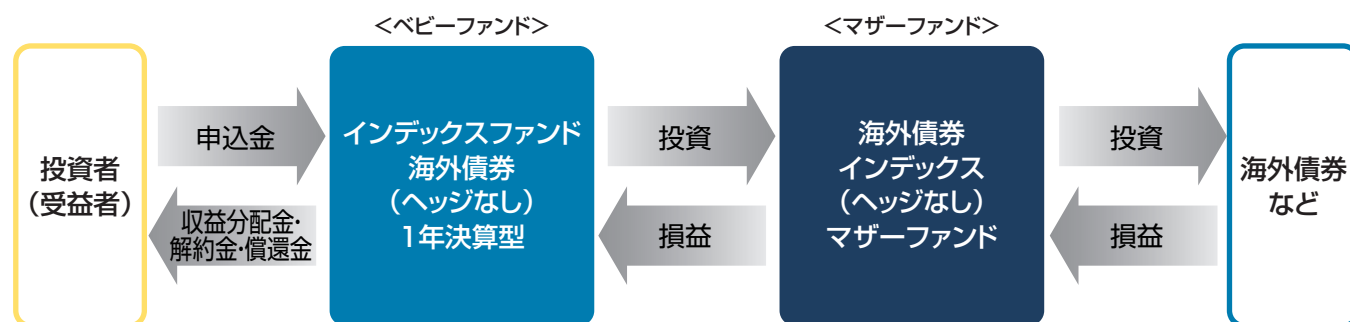 <ベビーファンド>
<マザーファンド>
投資者
(受益者)
申込金
収益分配金・
解約金・償還金
インデックスファンド
海外債券
(ヘッジなし)
1年決算型
投資
損益
海外債券
インデックス
(ヘッジなし)
マザーファンド
投資
損益
海外債券
など